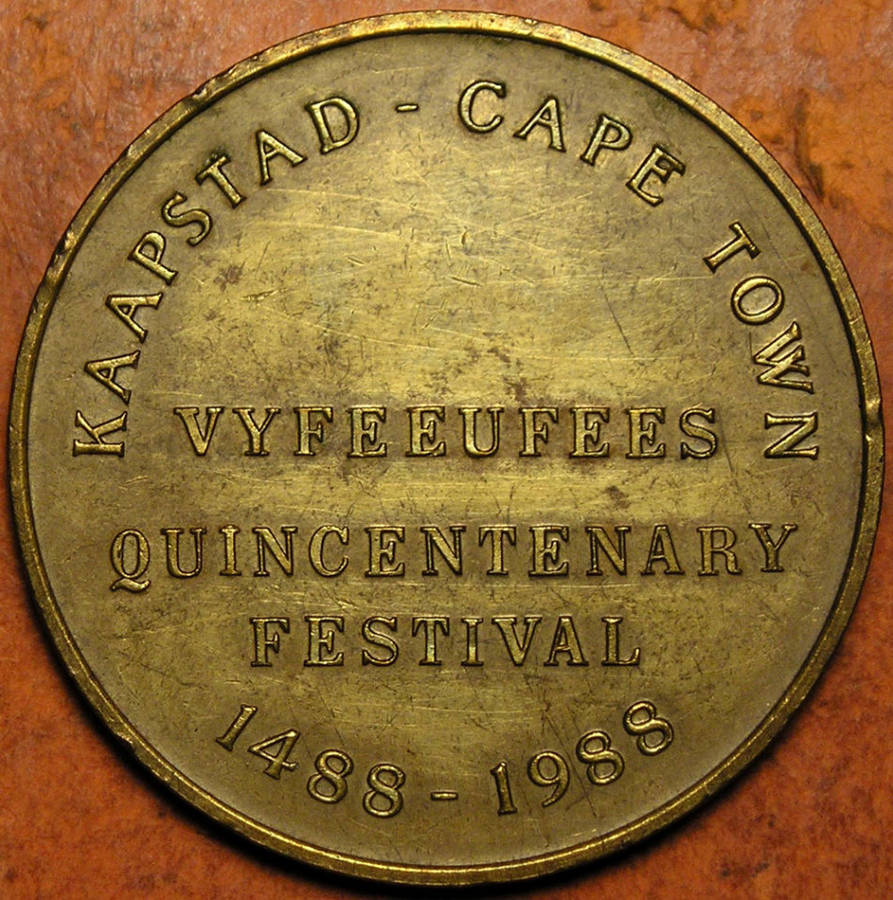 KAAPSTAD - CAPE TOWN
VYFEEUFEES
QUINCENTENARY
FESTIVAL
1488 - 1988